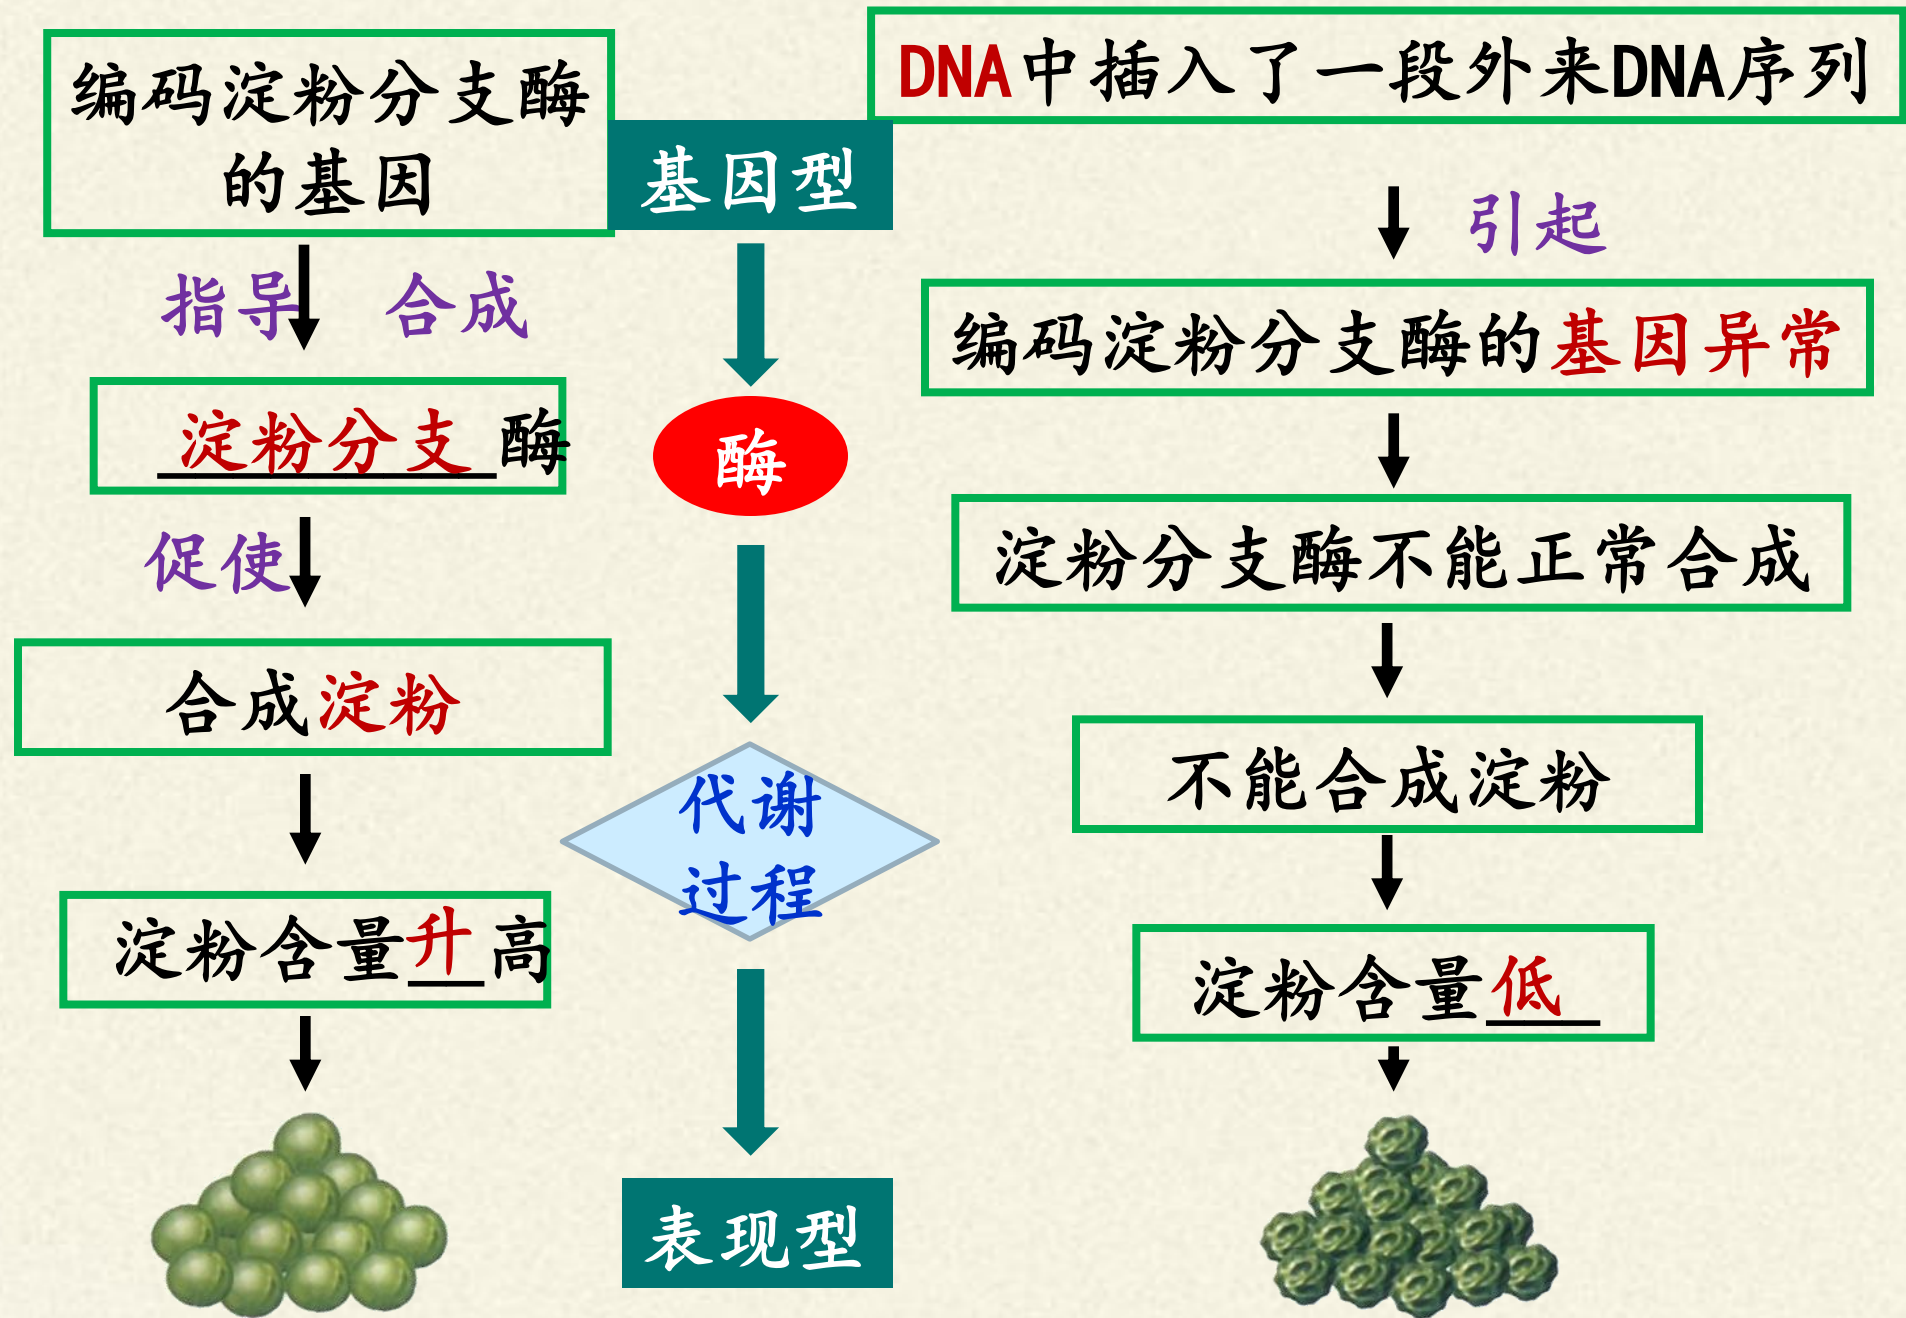 编码淀粉分支酶
的基因
指导 合成
淀粉分支酶
促使
合成淀粉
淀粉含量升高
基因型
酶
代谢
过程
表现型
DNA中插入了一段外来DNA序列
引起
编码淀粉分支酶的基因异常
淀粉分支酶不能正常合成
不能合成淀粉
淀粉含量低